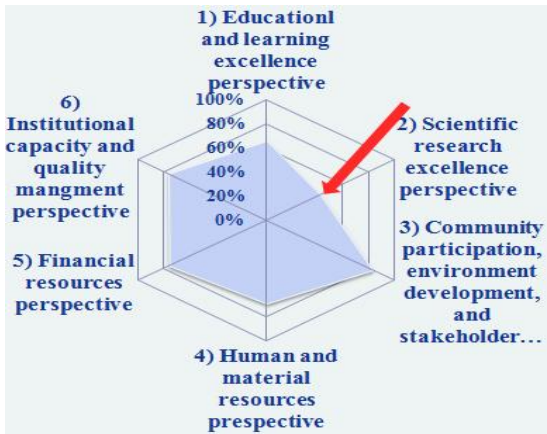 1) Educationl
and learning
excellence
perspective
100%
80%
60%
40%
20%
0%
2) Scientific
research
excellence
perspective
3) Community
participation,
environment
development,
and
stakeholder...
4) Human and
material
resources
prespective
5) Financial
resources
perspective
6)
Institutional
capacity and
quality
mangment
perspective